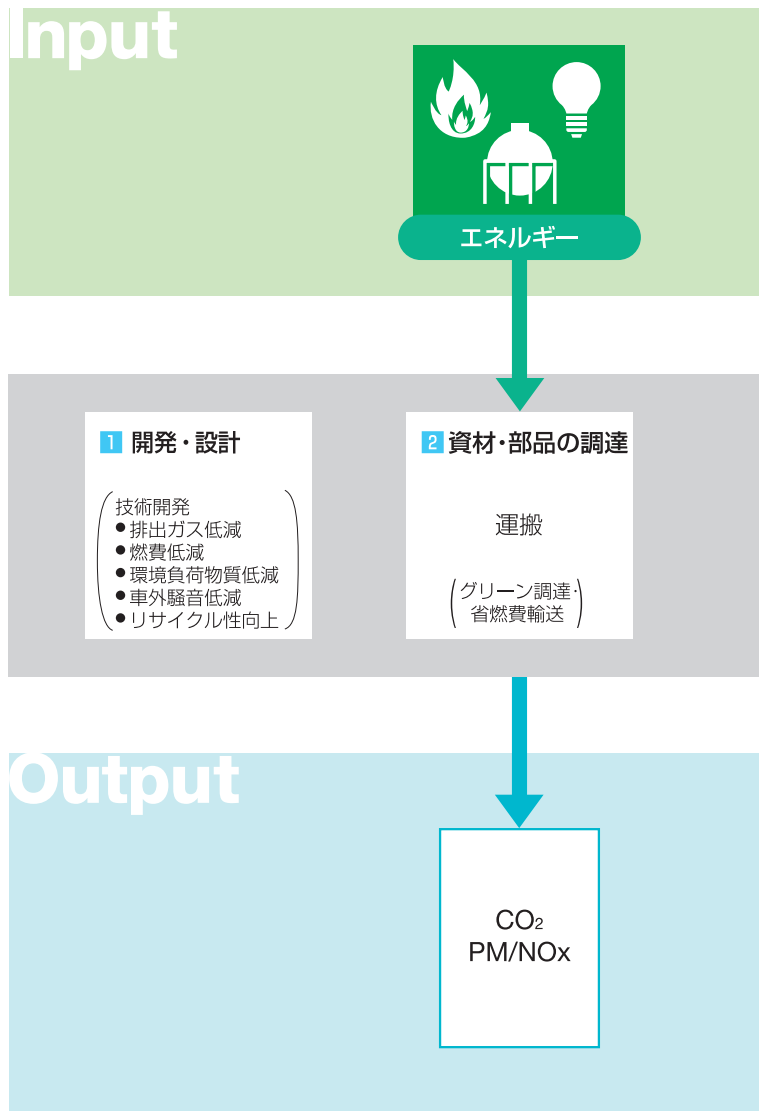 Input
エネルギー
1 開発・設計
技術開発
●排出ガス低減
●燃費低減
●環境負荷物質低減
●車外騒音低減
●リサイクル性向上
2 資材・部品の調達
運搬
(グリーン調達・
省燃費輸送)
Output
CO₂
PM/NOx